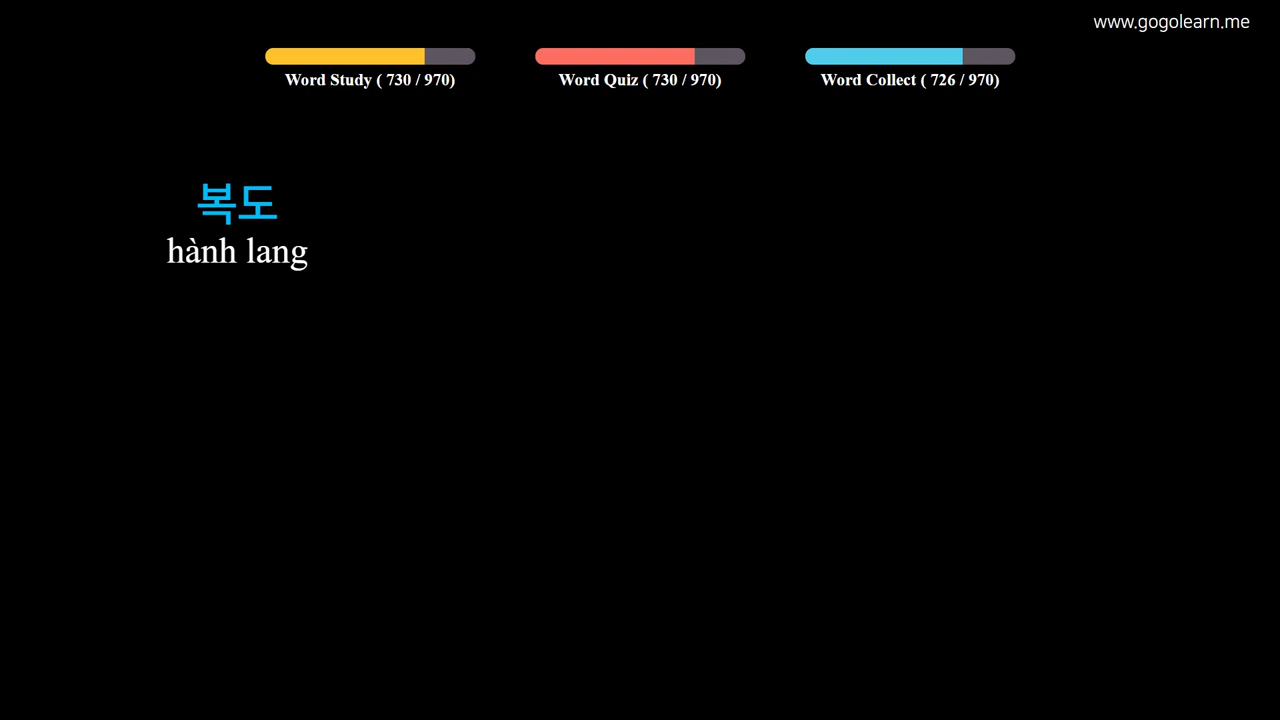 www.gogolearn.me
Word Study ( 730 / 970)
Word Quiz ( 730 / 970)
Word Collect ( 726 / 970)
복도
hành lang